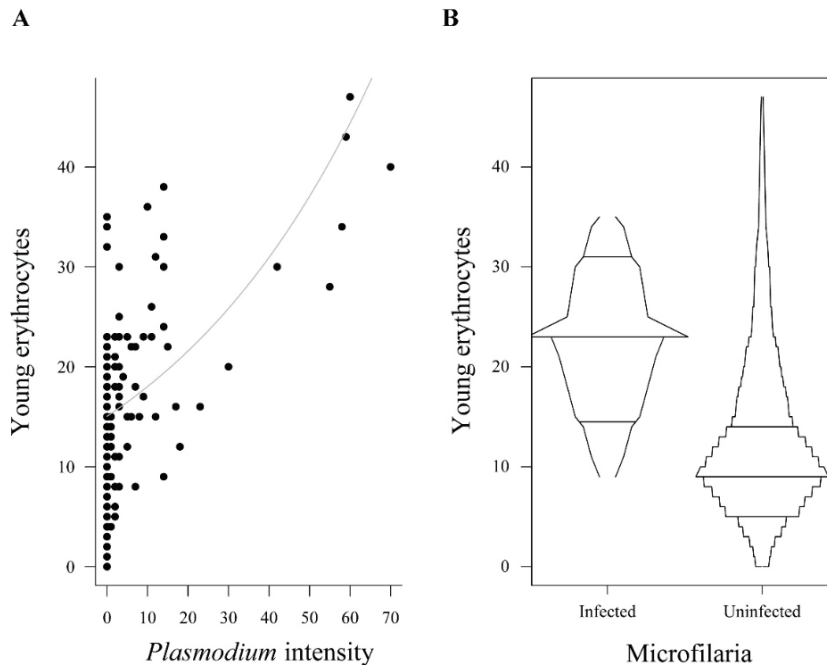 A
B
Young erythrocytes
40
30
20
10
0
0 10 20 30 40 50 60 70
Plasmodium intensity
Young erythrocytes
40
30
20
10
0
Infected Uninfected
Microfilaria